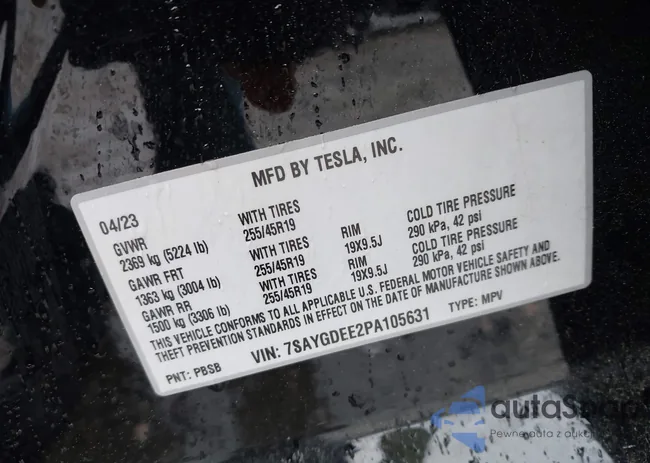 MFD BY TESLA, INC.
04/23
GVWR WITH TIRES RIM COLD TIRE PRESSURE
2369 kg (5224 lb) 255/45R19 19X9.5J 290 kPa, 42 psi
GAWR FRT WITH TIRES RIM COLD TIRE PRESSURE
1363 kg (3004 lb) 255/45R19 19X9.5J 290 kPa, 42 psi
GAWR RR WITH TIRES
1500 kg (3306 lb) 255/45R19
THIS VEHICLE CONFORMS TO ALL APPLICABLE U.S. FEDERAL MOTOR VEHICLE SAFETY AND
THEFT PREVENTION STANDARDS IN EFFECT ON THE DATE OF MANUFACTURE SHOWN ABOVE.
PNT: PBSB VIN: 7SAYGDEE2PA105631 TYPE: MPV
autaSnap
Pewne auta z aukcji